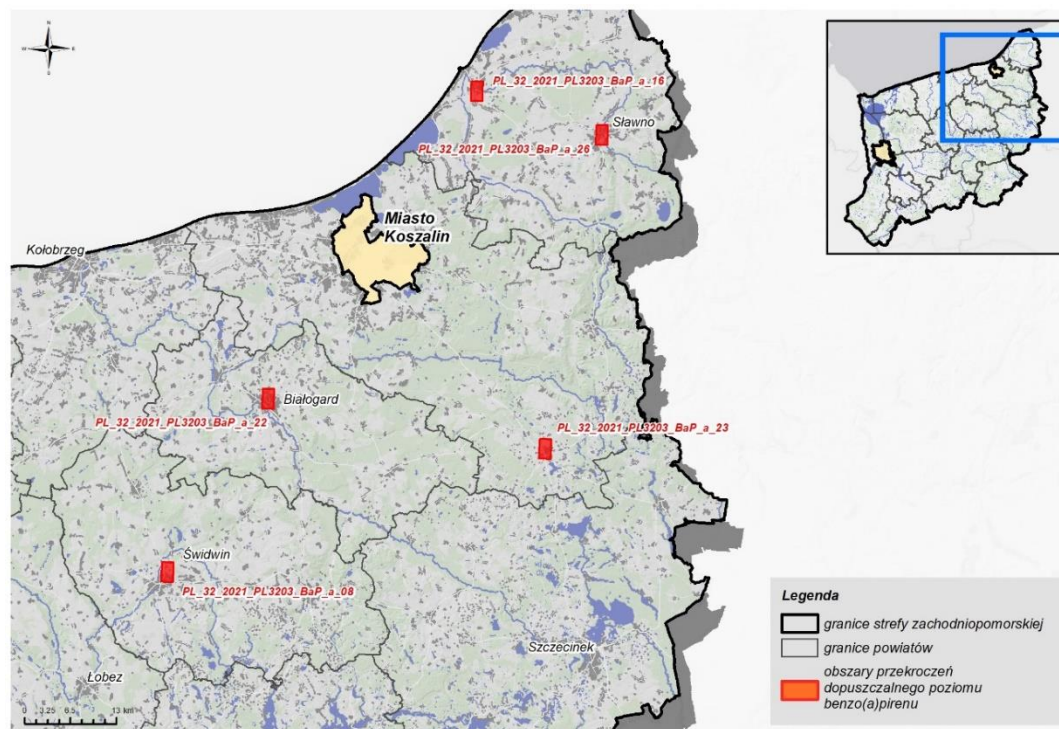 N
W
E
S
PL_32_2021_PL3203_BaP_a_16
Sławno
PL_32_2021_PL3203_BaP_a_26
Miasto
Koszalin
Kołobrzeg
Białogard
PL_32_2021_PL3203_BaP_a_22
PL_32_2021_PL3203_BaP_a_23
Świdwin
PL_32_2021_PL3203_BaP_a_08
Szczecinek
Łobez
0 3.25 6.5 13 km
Legenda
granice strefy zachodniopomorskiej
granice powiatów
obszary przekroczeń
dopuszczalnego poziomu
benzo(a)pirenu